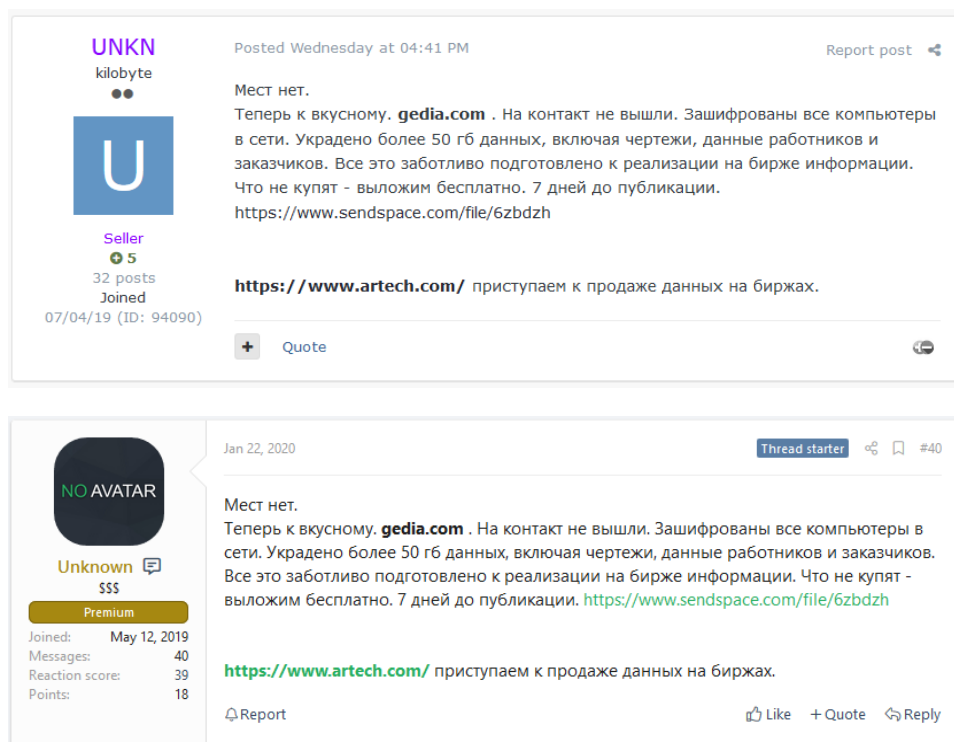 UNKN
kilobyte
U
Seller
5
32 posts
Joined
07/04/19 (ID: 94090)
Posted Wednesday at 04:41 PM
Report post
Мест нет.
Теперь к вкусному. gedia.com . На контакт не вышли. Зашифрованы все компьютеры
в сети. Украдено более 50 гб данных, включая чертежи, данные работников и
заказчиков. Все это заботливо подготовлено к реализации на бирже информации.
Что не купят - выложим бесплатно. 7 дней до публикации.
https://www.sendspace.com/file/6zbdzh
https://www.artech.com/ приступаем к продаже данных на биржах.
+ Quote
NO AVATAR
Unknown
$$$
Premium
Joined: May 12, 2019
Messages: 40
Reaction score: 39
Points: 18
Jan 22, 2020
Thread starter #40
Мест нет.
Теперь к вкусному. gedia.com . На контакт не вышли. Зашифрованы все компьютеры в
сети. Украдено более 50 гб данных, включая чертежи, данные работников и заказчиков.
Все это заботливо подготовлено к реализации на бирже информации. Что не купят -
выложим бесплатно. 7 дней до публикации. https://www.sendspace.com/file/6zbdzh
https://www.artech.com/ приступаем к продаже данных на биржах.
Report
Like + Quote Reply